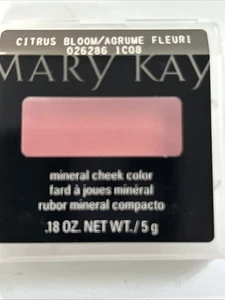 CITRUS BLOOM/AGRUME FLEURI
026286 1C08
MARY KAY
mineral cheek color
fard à joues minéral
rubor mineral compacto
.18 OZ. NET WT./5 g